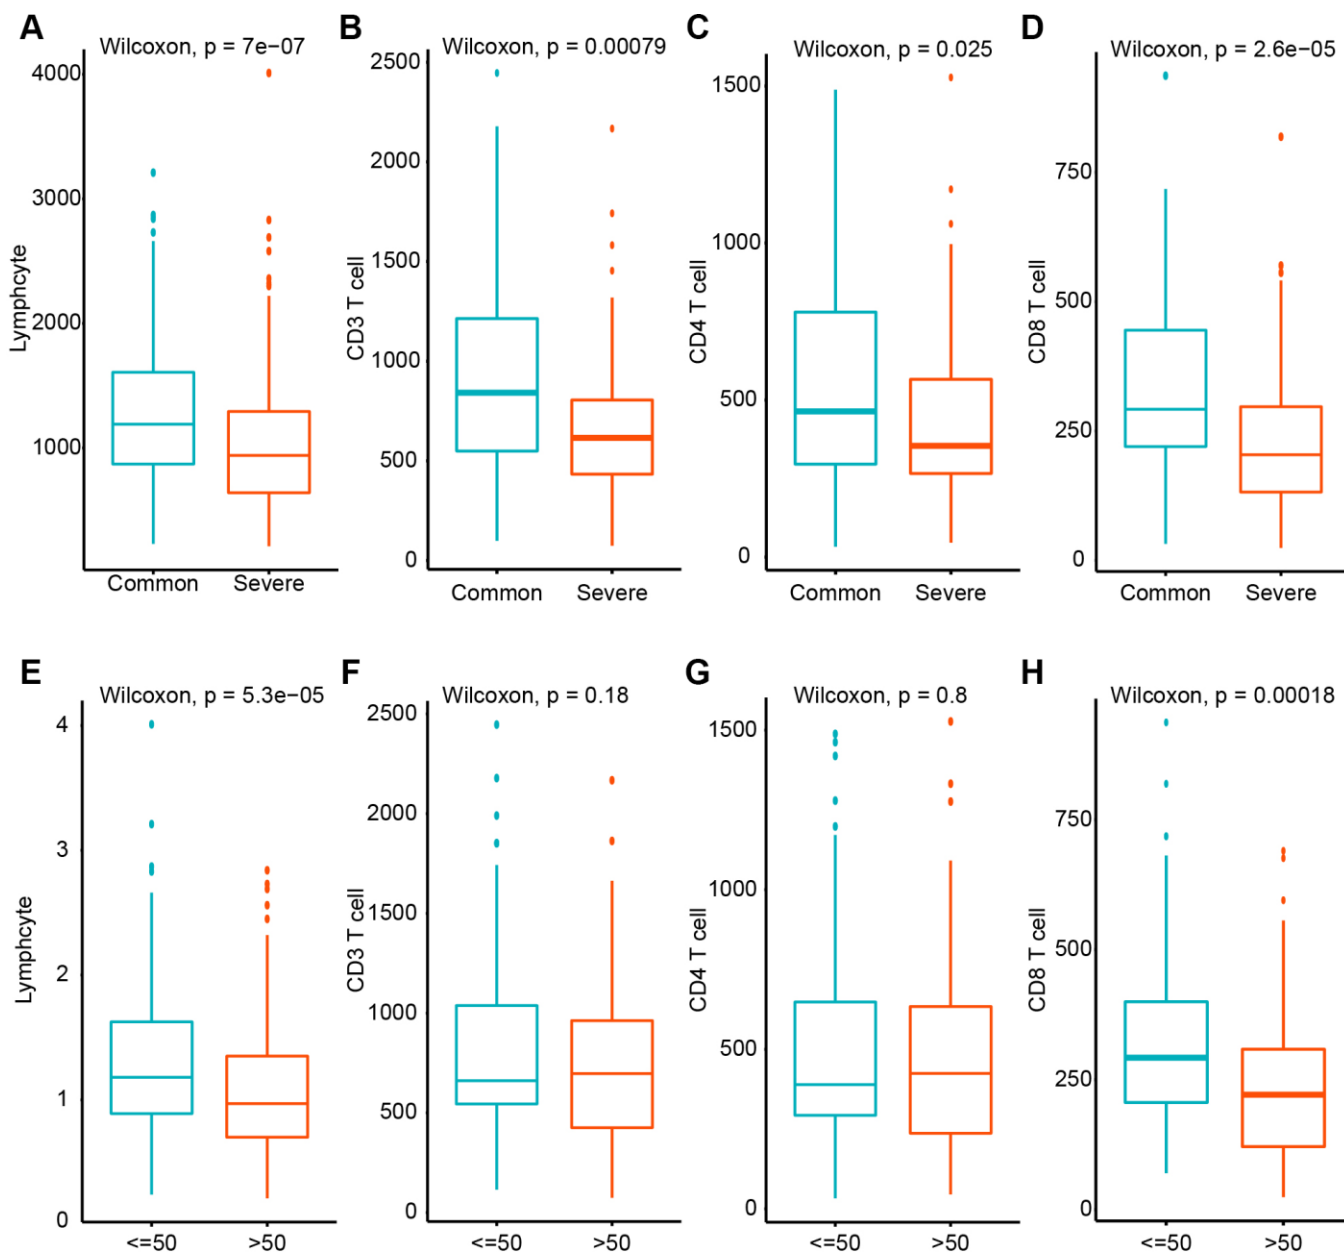 A
Wilcoxon, p = 7e−07
4000
3000
2000
1000
Lymphcyte
Common
Severe
B
Wilcoxon, p = 0.00079
2500
2000
1500
1000
500
0
CD3 T cell
Common
Severe
C
Wilcoxon, p = 0.025
1500
1000
500
0
CD4 T cell
Common
Severe
D
Wilcoxon, p = 2.6e−05
750
500
250
0
CD8 T cell
Common
Severe
E
Wilcoxon, p = 5.3e−05
4
3
2
1
0
Lymphcyte
<=50
>50
F
Wilcoxon, p = 0.18
2500
2000
1500
1000
500
0
CD3 T cell
<=50
>50
G
Wilcoxon, p = 0.8
1500
1000
500
0
CD4 T cell
<=50
>50
H
Wilcoxon, p = 0.00018
750
500
250
0
CD8 T cell
<=50
>50